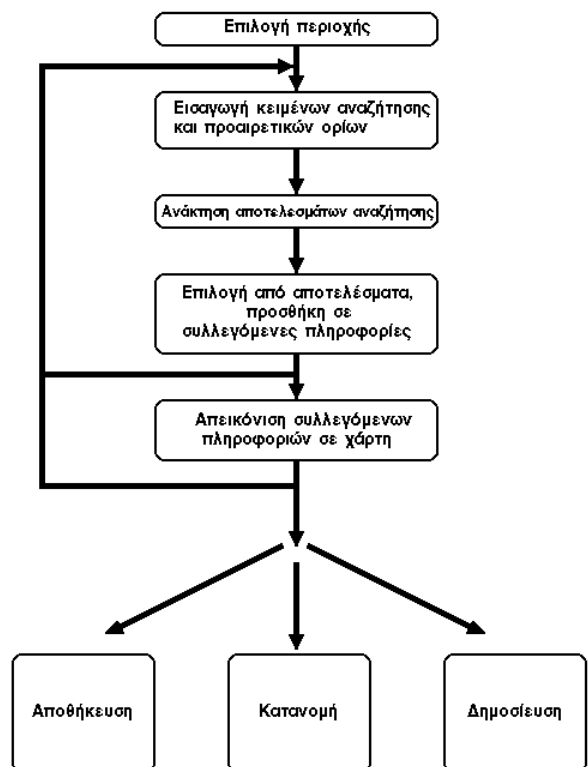 Επιλογή περιοχής
Εισαγωγή κειμένων αναζήτησης
και προαιρετικών ορίων
Ανάκτηση αποτελεσμάτων αναζήτησης
Επιλογή από αποτελέσματα,
προσθήκη σε
συλλεγόμενες πληροφορίες
Απεικόνιση συλλεγόμενων
πληροφοριών σε χάρτη
Αποθήκευση
Κατανομή
Δημοσίευση